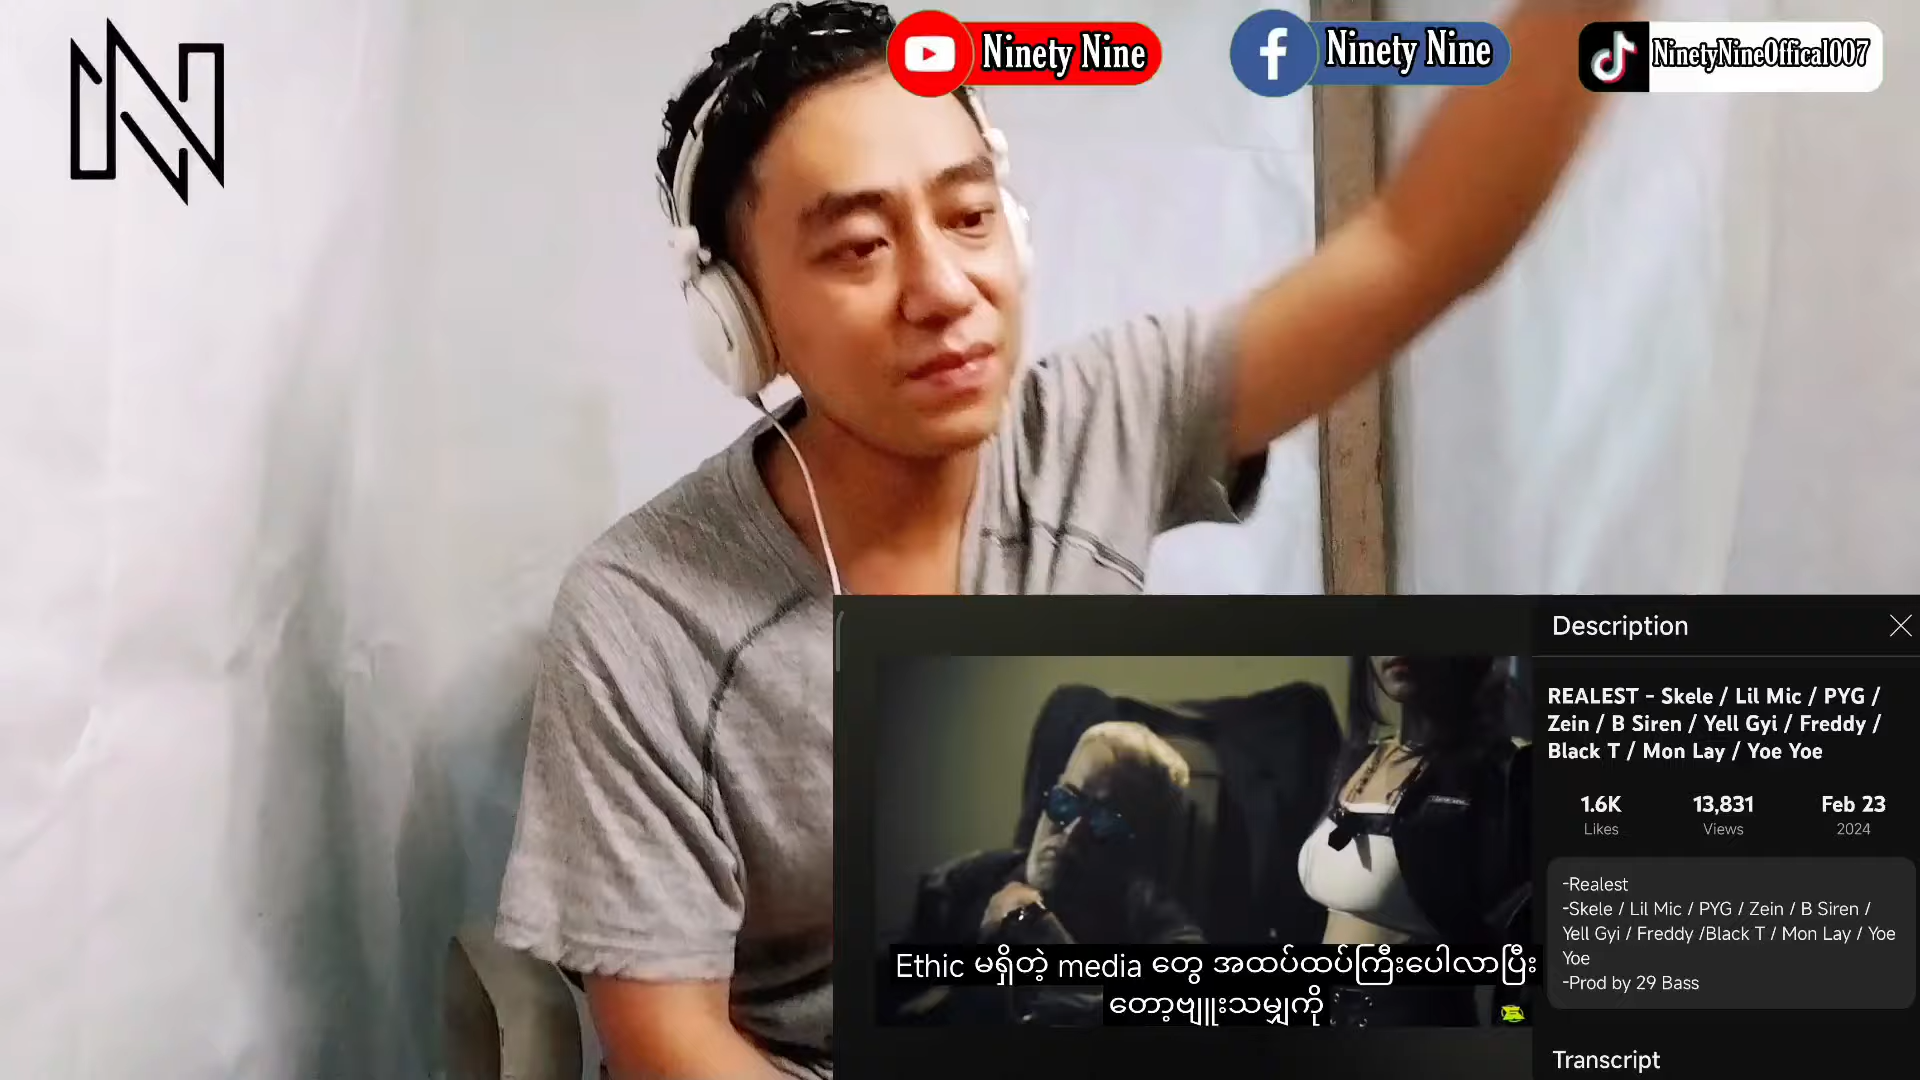 Ninety Nine
Ninety Nine
NinetyNineOffical007
Description
REALEST - Skele / Lil Mic / PYG /
Zein / B Siren / Yell Gyi / Freddy /
Black T / Mon Lay / Yoe Yoe
1.6K
13,831
Feb 23
Likes
Views
2024
-Realest
-Skele / Lil Mic / PYG / Zein / B Siren /
Yell Gyi / Freddy /Black T / Mon Lay / Yoe
Yoe
-Prod by 29 Bass
Ethic မရှိတဲ့ media တွေ အထပ်ထပ်ကြီးပေါ်လာပြီး
တော့ဗျူးသမျှကို
Transcript